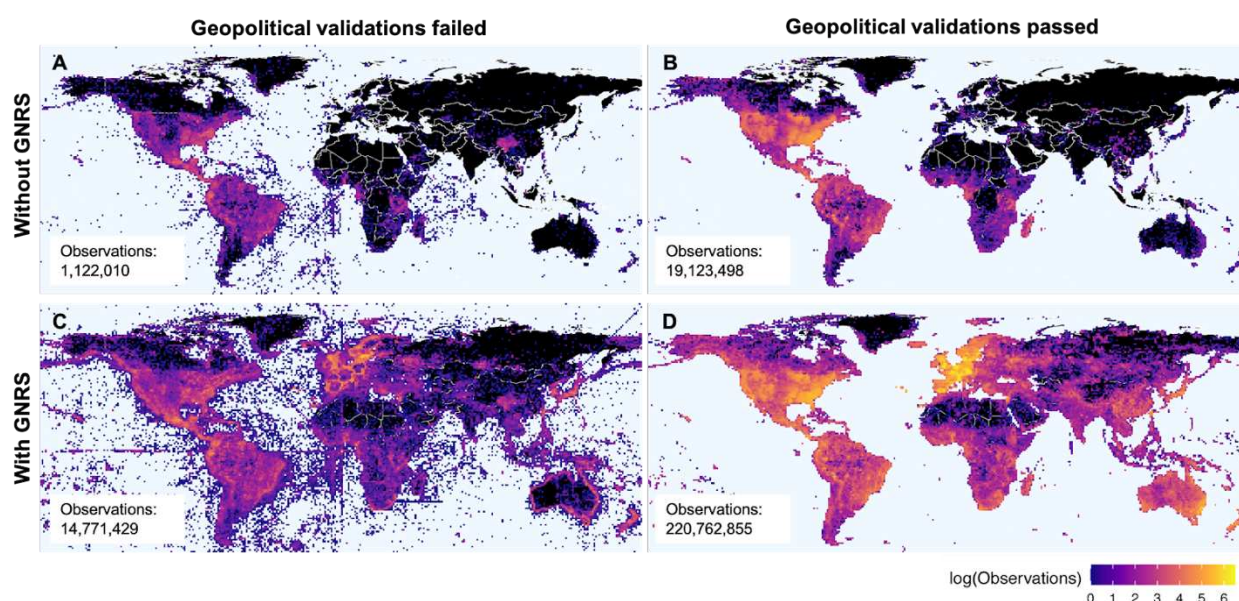 Geopolitical validations failed
Geopolitical validations passed
Without GNRS
A
Observations:
1,122,010
B
Observations:
19,123,498
With GNRS
C
Observations:
14,771,429
D
Observations:
220,762,855
log(Observations)
0 1 2 3 4 5 6